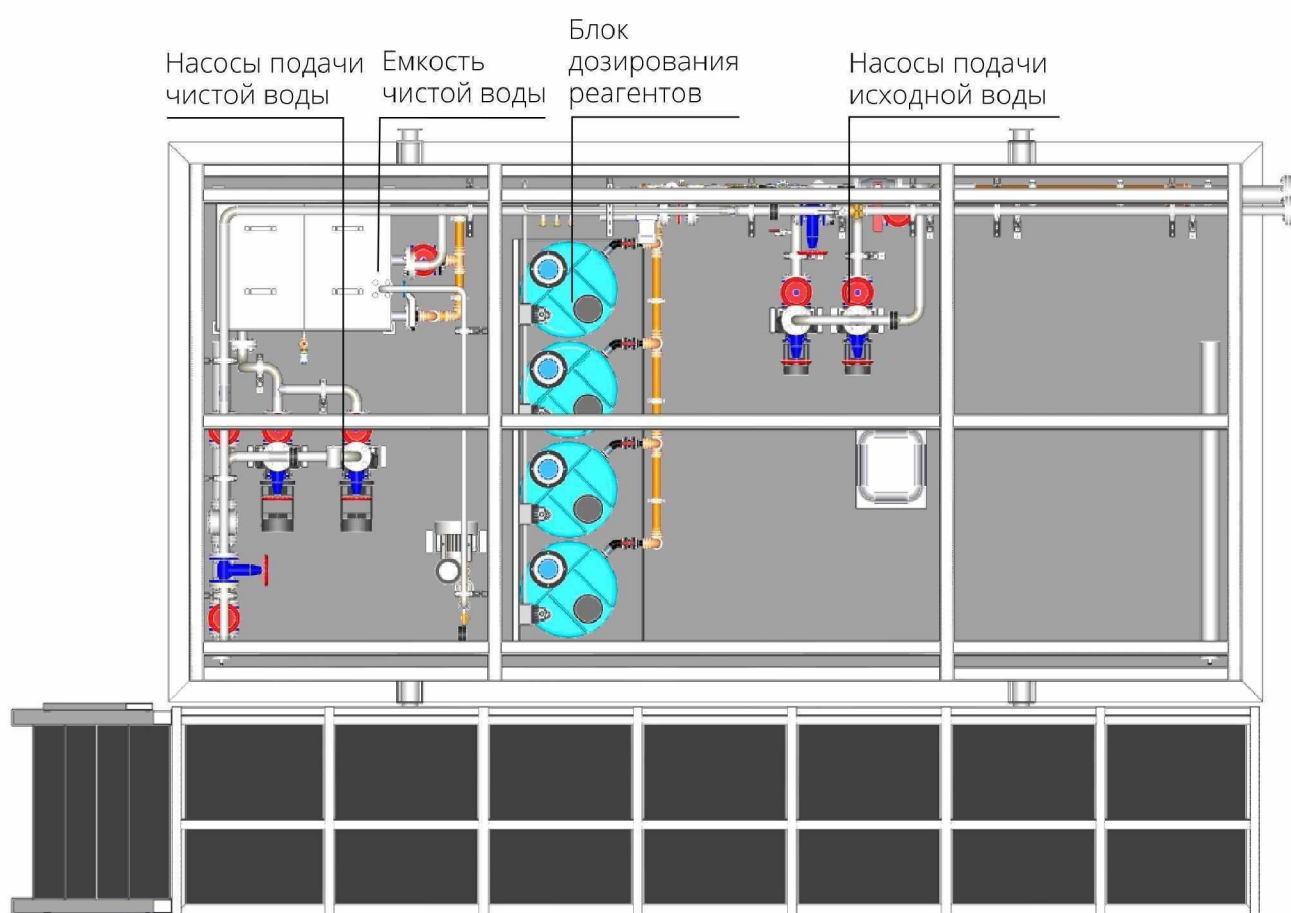 Насосы подачи
чистой воды
Емкость
чистой воды
Блок
дозирования
реагентов
Насосы подачи
исходной воды